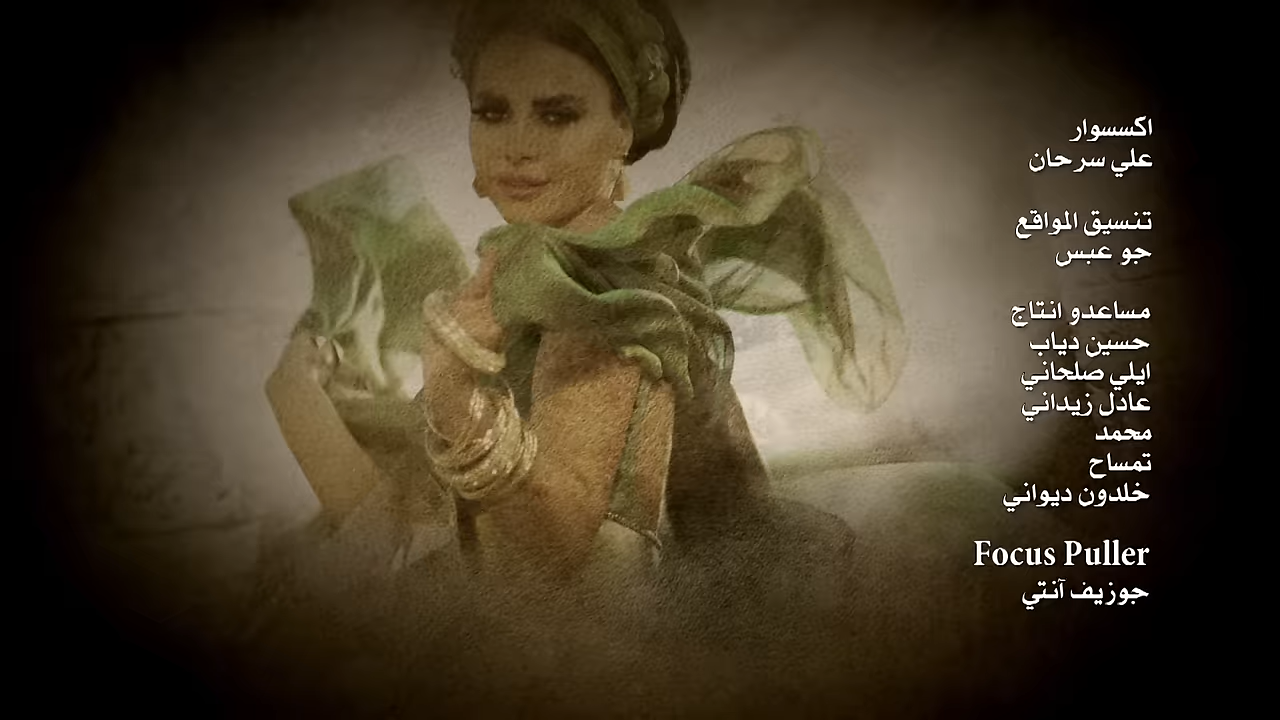 اكسسوار
علي سرحان
تنسيق المواقع
جو عبس
مساعدو انتاج
حسين دياب
ايلي صلحاني
عادل زيداني
محمد
تمساح
خلدون ديواني
Focus Puller
جوزيف آنتي